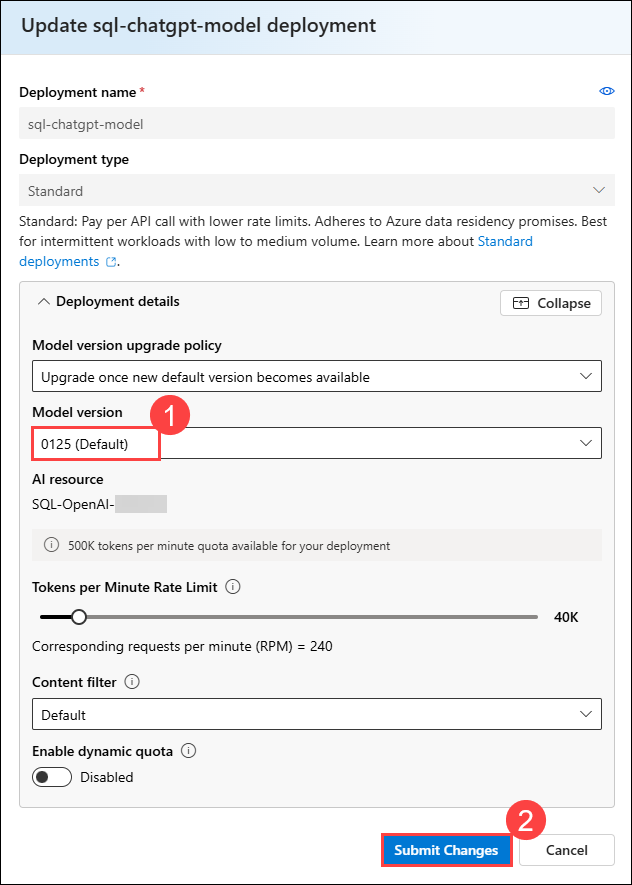 Update sql-chatgpt-model deployment
Deployment name *
sql-chatgpt-model
Deployment type
Standard
Standard: Pay per API call with lower rate limits. Adheres to Azure data residency promises. Best
for intermittent workloads with low to medium volume. Learn more about Standard
deployments.
Deployment details
Collapse
Model version upgrade policy
Upgrade once new default version becomes available
Model version
1
0125 (Default)
AI resource
SQL-OpenAI-
500K tokens per minute quota available for your deployment
Tokens per Minute Rate Limit
40K
Corresponding requests per minute (RPM) = 240
Content filter
Default
Enable dynamic quota
Disabled
2
Submit Changes
Cancel